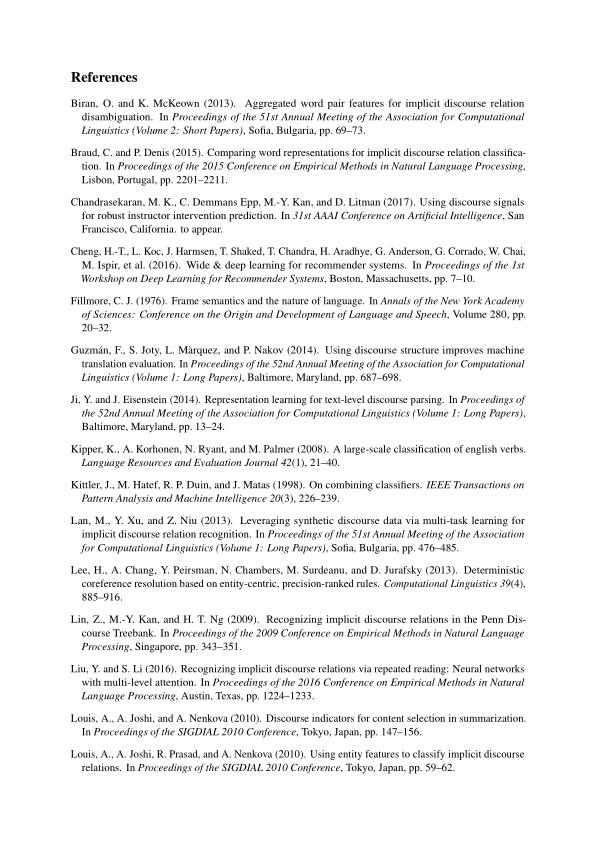 References
Biran, O. and K. McKeown (2013). Aggregated word pair features for implicit discourse relation
disambiguation. In Proceedings of the 51st Annual Meeting of the Association for Computational
Linguistics (Volume 2: Short Papers), Sofia, Bulgaria, pp. 69–73.
Braud, C. and P. Denis (2015). Comparing word representations for implicit discourse relation classifica-
tion. In Proceedings of the 2015 Conference on Empirical Methods in Natural Language Processing,
Lisbon, Portugal, pp. 2201–2211.
Chandrasekaran, M. K., C. Demmans Epp, M.-Y. Kan, and D. Litman (2017). Using discourse signals
for robust instructor intervention prediction. In 31st AAAI Conference on Artificial Intelligence, San
Francisco, California. to appear.
Cheng, H.-T., L. Koc, J. Harmsen, T. Shaked, T. Chandra, H. Aradhye, G. Anderson, G. Corrado, W. Chai,
M. Ispir, et al. (2016). Wide & deep learning for recommender systems. In Proceedings of the 1st
Workshop on Deep Learning for Recommender Systems, Boston, Massachusetts, pp. 7–10.
Fillmore, C. J. (1976). Frame semantics and the nature of language. In Annals of the New York Academy
of Sciences: Conference on the Origin and Development of Language and Speech, Volume 280, pp.
20–32.
Guzmán, F., S. Joty, L. Màrquez, and P. Nakov (2014). Using discourse structure improves machine
translation evaluation. In Proceedings of the 52nd Annual Meeting of the Association for Computational
Linguistics (Volume 1: Long Papers), Baltimore, Maryland, pp. 687–698.
Ji, Y. and J. Eisenstein (2014). Representation learning for text-level discourse parsing. In Proceedings of
the 52nd Annual Meeting of the Association for Computational Linguistics (Volume 1: Long Papers),
Baltimore, Maryland, pp. 13–24.
Kipper, K., A. Korhonen, N. Ryant, and M. Palmer (2008). A large-scale classification of english verbs.
Language Resources and Evaluation Journal 42(1), 21–40.
Kittler, J., M. Hatef, R. P. Duin, and J. Matas (1998). On combining classifiers. IEEE Transactions on
Pattern Analysis and Machine Intelligence 20(3), 226–239.
Lan, M., Y. Xu, and Z. Niu (2013). Leveraging synthetic discourse data via multi-task learning for
implicit discourse relation recognition. In Proceedings of the 51st Annual Meeting of the Association
for Computational Linguistics (Volume 1: Long Papers), Sofia, Bulgaria, pp. 476–485.
Lee, H., A. Chang, Y. Peirsman, N. Chambers, M. Surdeanu, and D. Jurafsky (2013). Deterministic
coreference resolution based on entity-centric, precision-ranked rules. Computational Linguistics 39(4),
885–916.
Lin, Z., M.-Y. Kan, and H. T. Ng (2009). Recognizing implicit discourse relations in the Penn Dis-
course Treebank. In Proceedings of the 2009 Conference on Empirical Methods in Natural Language
Processing, Singapore, pp. 343–351.
Liu, Y. and S. Li (2016). Recognizing implicit discourse relations via repeated reading: Neural networks
with multi-level attention. In Proceedings of the 2016 Conference on Empirical Methods in Natural
Language Processing, Austin, Texas, pp. 1224–1233.
Louis, A., A. Joshi, and A. Nenkova (2010). Discourse indicators for content selection in summarization.
In Proceedings of the SIGDIAL 2010 Conference, Tokyo, Japan, pp. 147–156.
Louis, A., A. Joshi, R. Prasad, and A. Nenkova (2010). Using entity features to classify implicit discourse
relations. In Proceedings of the SIGDIAL 2010 Conference, Tokyo, Japan, pp. 59–62.